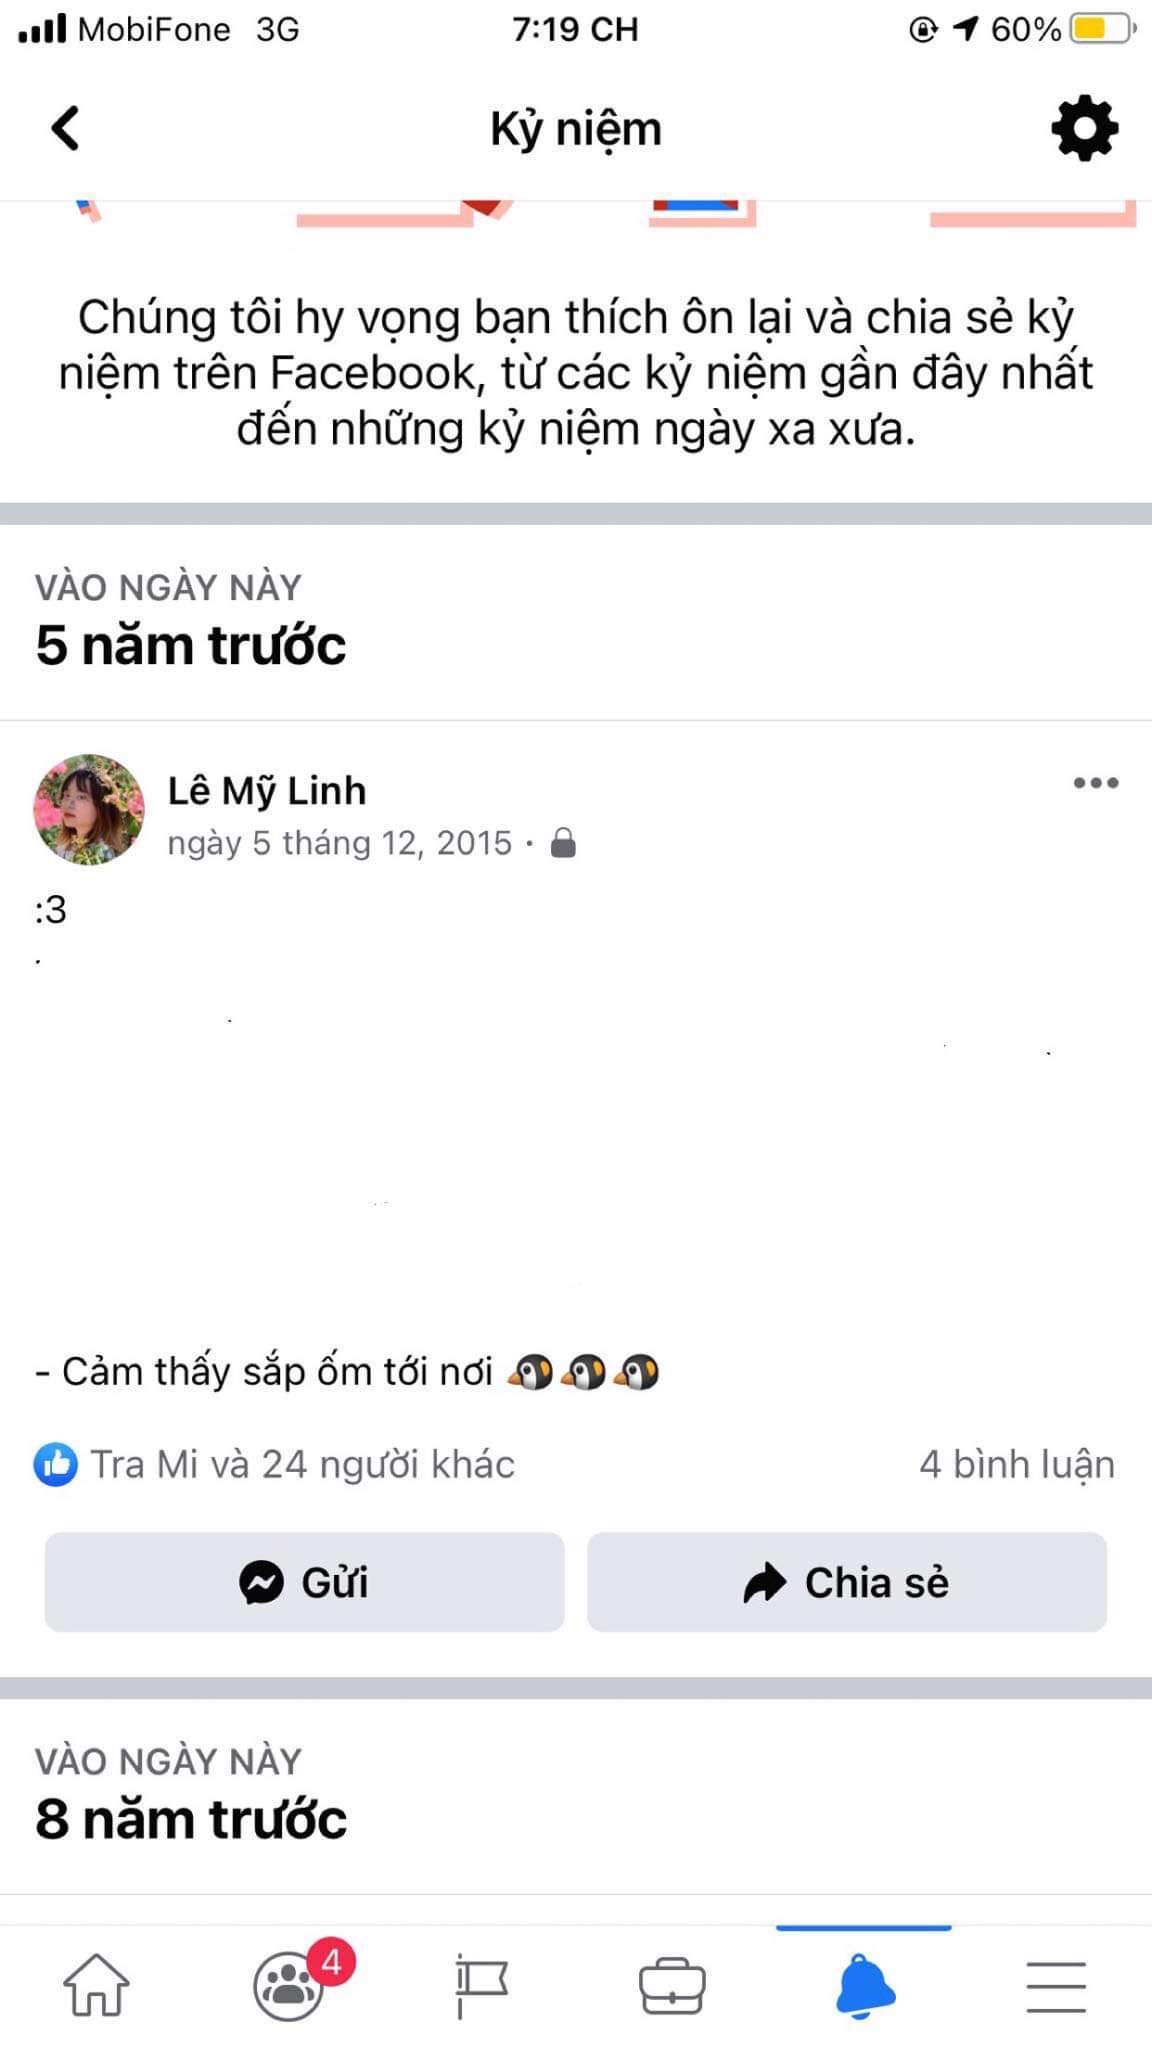 MobiFone 3G 7:19 CH 60%
Kỷ niệm
Chúng tôi hy vọng bạn thích ôn lại và chia sẻ kỷ
niệm trên Facebook, từ các kỷ niệm gần đây nhất
đến những kỷ niệm ngày xa xưa.
VÀO NGÀY NÀY
5 năm trước
Lê Mỹ Linh
ngày 5 tháng 12, 2015 ·
:3
.
- Cảm thấy sắp ốm tới nơi 🐧🐧🐧
Tra Mi và 24 người khác 4 bình luận
Gửi Chia sẻ
VÀO NGÀY NÀY
8 năm trước
4